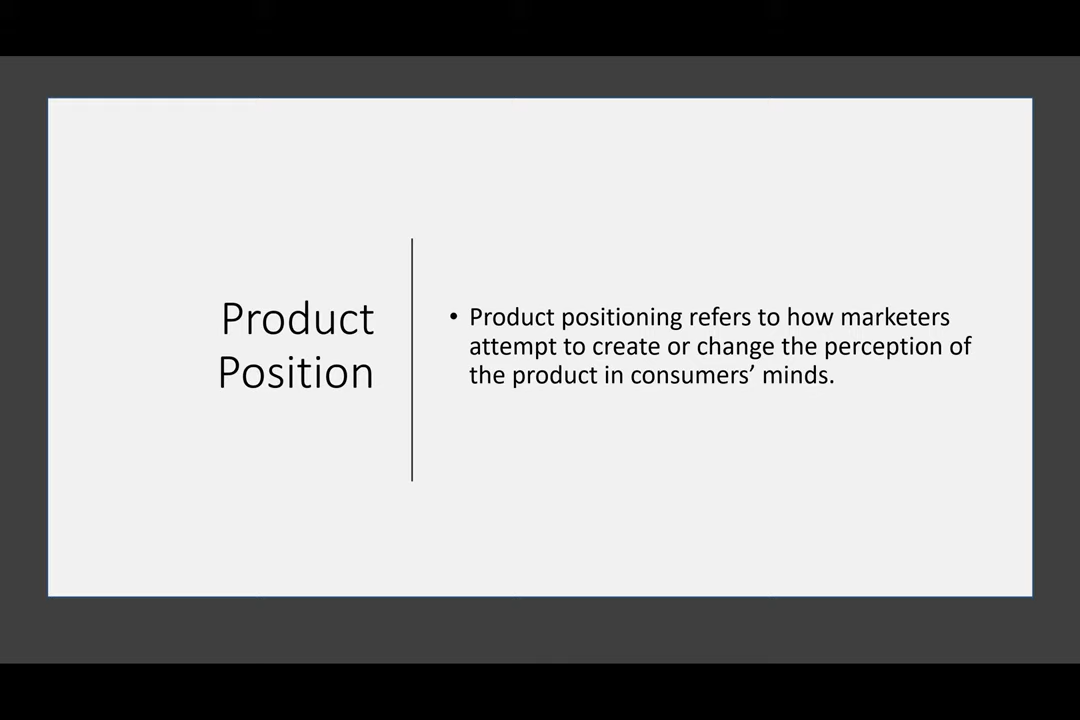 Product
Position
• Product positioning refers to how marketers
attempt to create or change the perception of
the product in consumers’ minds.